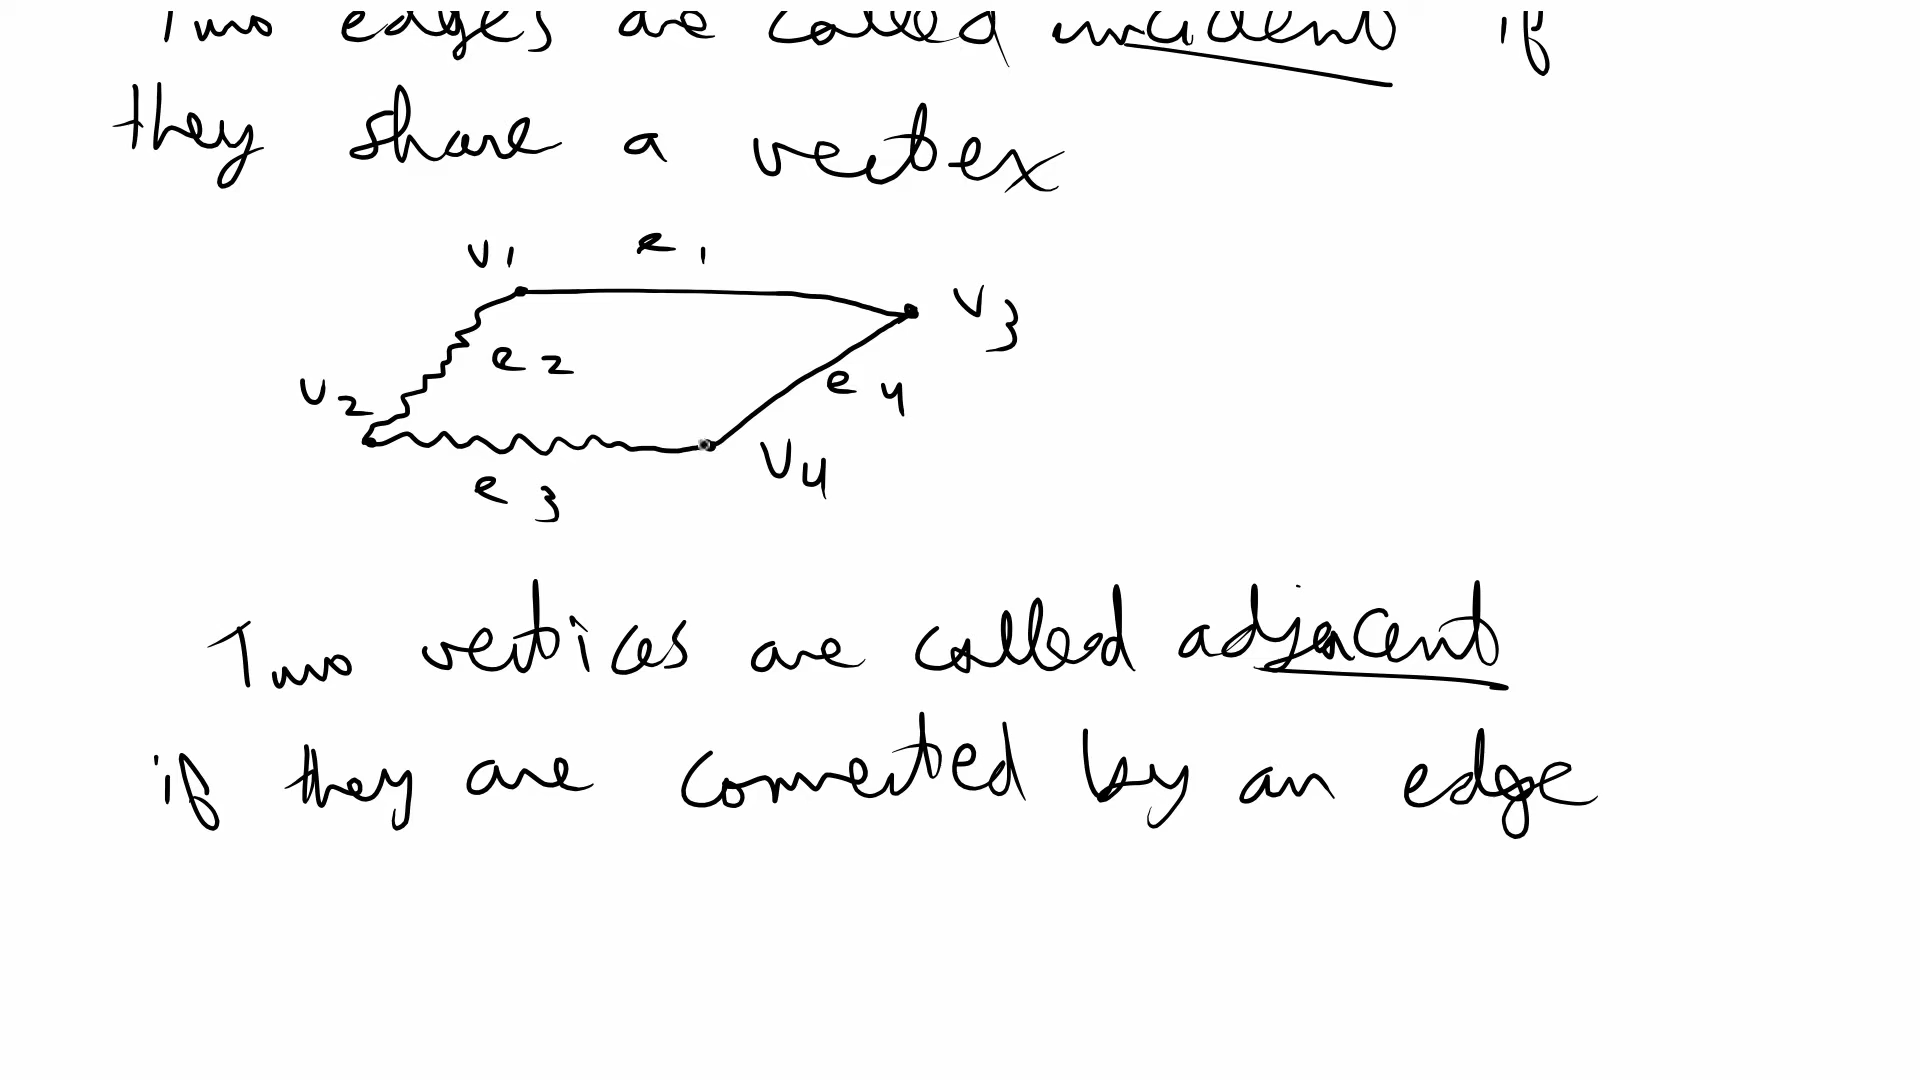 Two edges are called incident if
they share a vertex
v1 e1
v3
e2
v2 e4
v4
e3
Two vertices are called adjacent
if they are connected by an edge